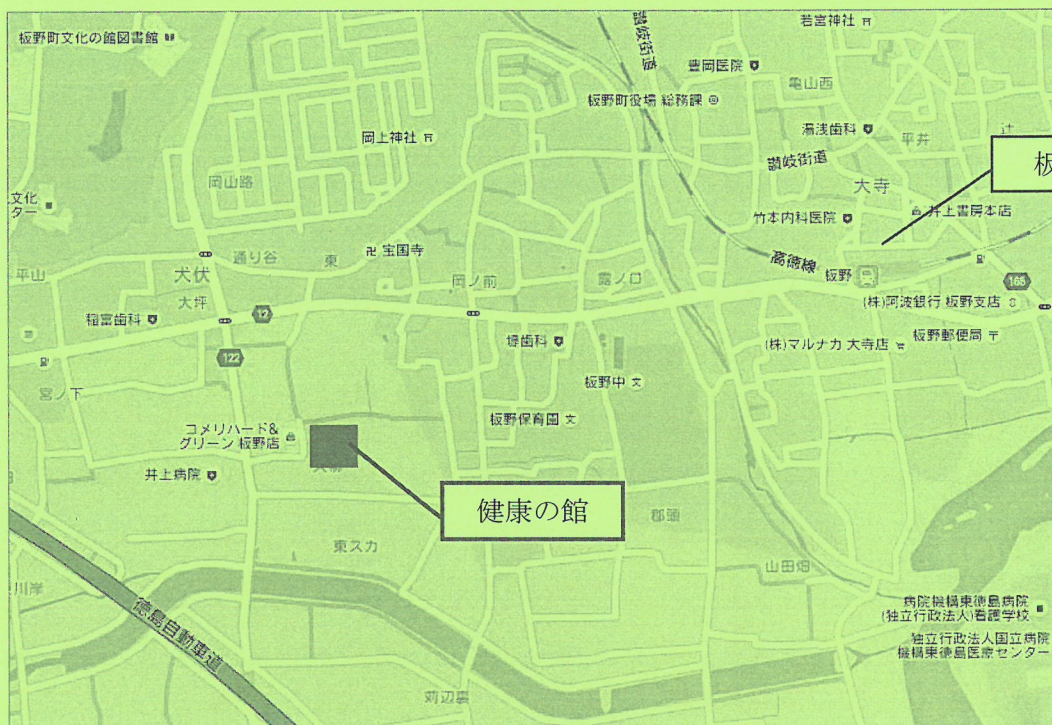 若宮神社
讃岐街道
板野町文化の館図書館
豊岡医院
亀山西
板野町役場 総務課
岡上神社
湯浅歯科
平井
辻
讃岐街道
板
岡山路
大寺
文化
ター
竹本内科医院
井上書房本店
宝国寺
通り谷
東
高徳線
平山
犬伏
岡ノ前
露ノ口
板野
168
大坪
(株)阿波銀行 板野支店
稲富歯科
12
堤歯科
(株)マルナカ 大寺店
板野郵便局
122
板野中
宮ノ下
板野保育園
コメリハード&
グリーン 板野店
井上病院
健康の館
郡頭
東スカ
山田畑
川岸
病院機構東徳島病院
(独立行政法人)看護学校
徳島自動車道
独立行政法人国立病院
機構東徳島医療センター
苅辺裏